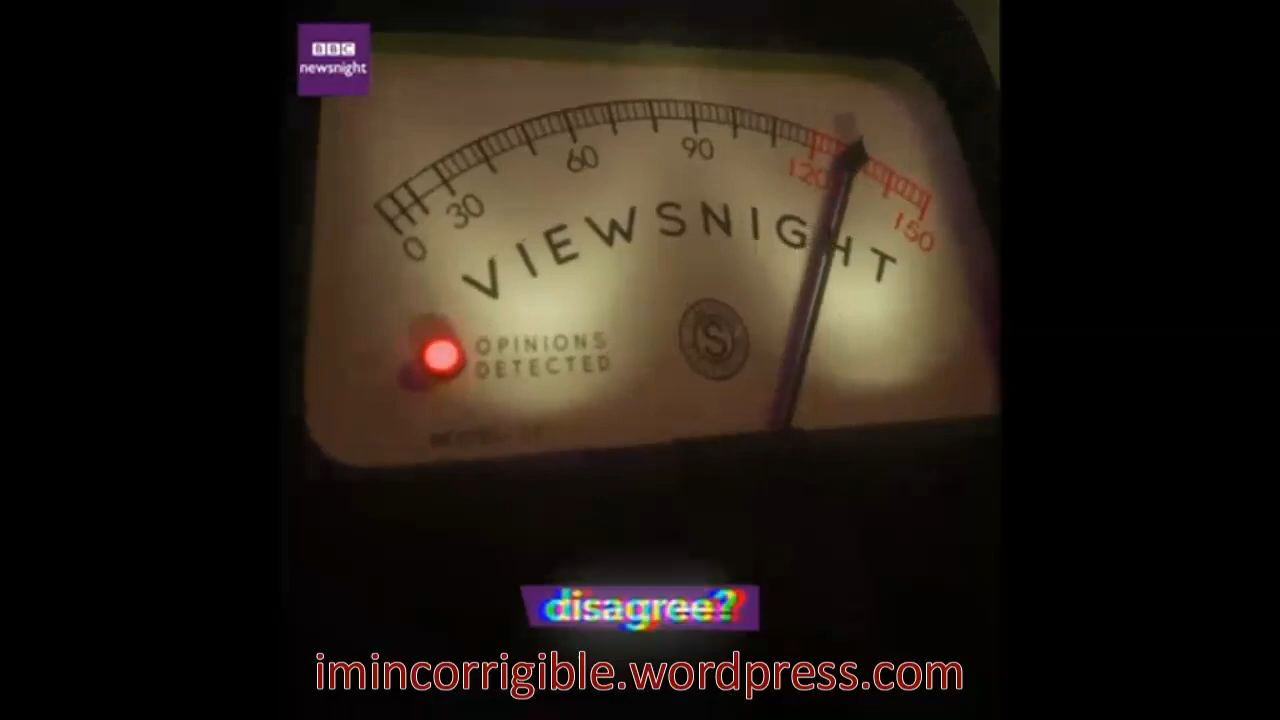 BBC
newsnight
0 30 60 90 120 150
VIEWSNIGHT
S
OPINIONS
DETECTED
disagree?
imincorrigible.wordpress.com